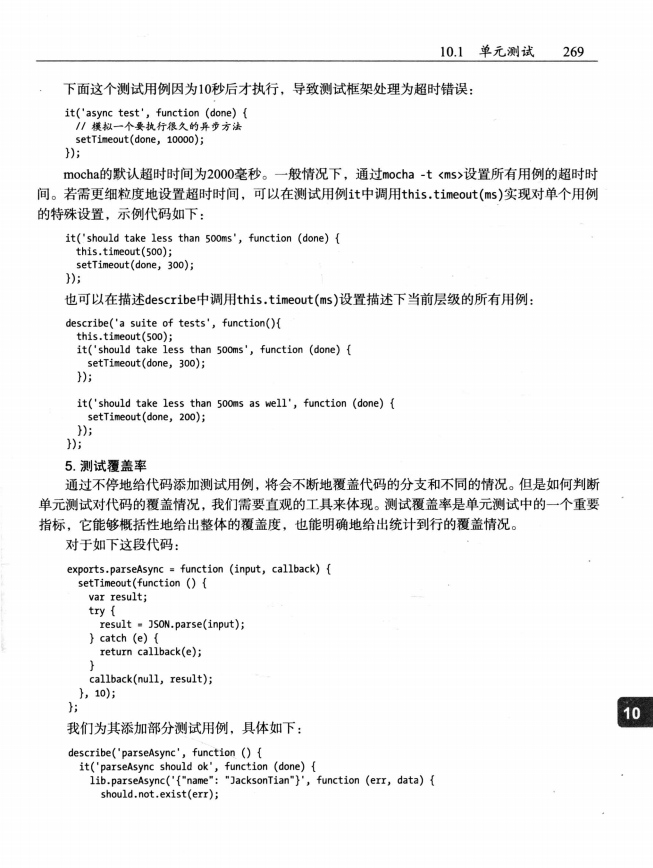 10.1 单元测试 269
下面这个测试用例因为10秒后才执行，导致测试框架处理为超时错误：
it('async test', function (done) {
// 模拟一个要执行很久的异步方法
setTimeout(done, 10000);
});
mocha的默认超时时间为2000毫秒。一般情况下，通过mocha -t <ms>设置所有用例的超时时
间。若需更细粒度地设置超时时间，可以在测试用例it中调用this.timeout(ms)实现对单个用例
的特殊设置，示例代码如下：
it('should take less than 500ms', function (done) {
this.timeout(500);
setTimeout(done, 300);
});
也可以在描述describe中调用this.timeout(ms)设置描述下当前层级的所有用例：
describe('a suite of tests', function(){
this.timeout(500);
it('should take less than 500ms', function (done) {
setTimeout(done, 300);
});
it('should take less than 500ms as well', function (done) {
setTimeout(done, 200);
});
});
5. 测试覆盖率
通过不停地给代码添加测试用例，将会不断地覆盖代码的分支和不同的情况。但是如何判断
单元测试对代码的覆盖情况，我们需要直观的工具来体现。测试覆盖率是单元测试中的一个重要
指标，它能够概括性地给出整体的覆盖度，也能明确地给出统计到行的覆盖情况。
对于如下这段代码：
exports.parseAsync = function (input, callback) {
setTimeout(function () {
var result;
try {
result = JSON.parse(input);
} catch (e) {
return callback(e);
}
callback(null, result);
}, 10);
};
10
我们为其添加部分测试用例，具体如下：
describe('parseAsync', function () {
it('parseAsync should ok', function (done) {
lib.parseAsync('{"name": "JacksonTian"}', function (err, data) {
should.not.exist(err);